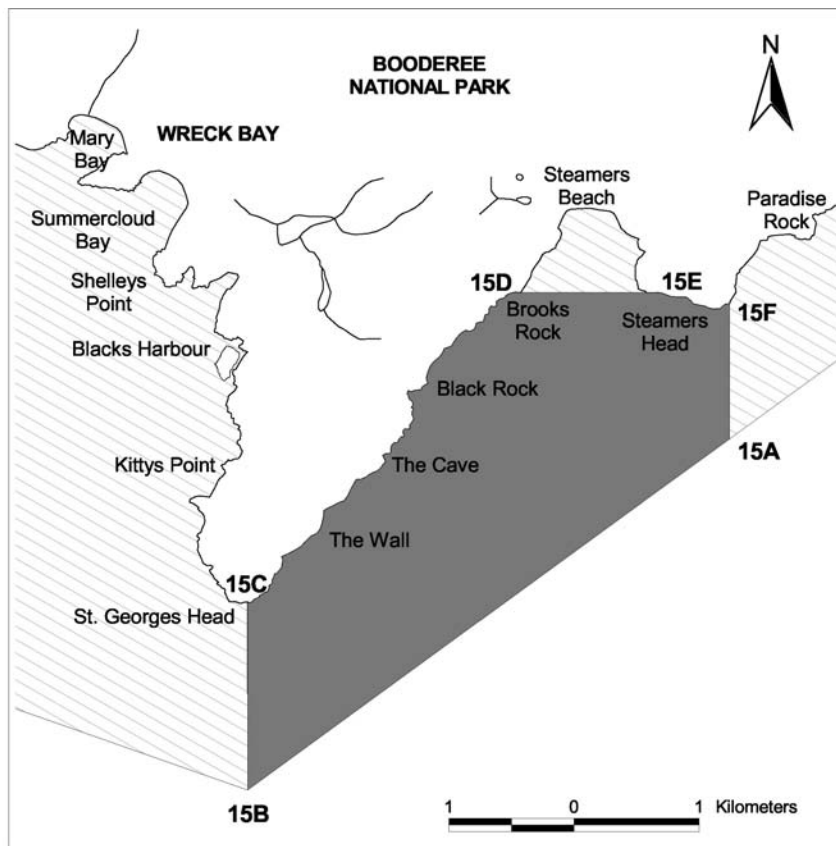 BOODEREE
NATIONAL PARK
N
Mary
Bay
WRECK BAY
Steamers
Beach
Paradise
Rock
Summercloud
Bay
Shelleys
Point
15D
15E
15F
Brooks
Rock
Steamers
Head
Blacks Harbour
Black Rock
15A
Kittys Point
The Cave
The Wall
15C
St. Georges Head
15B
1 0 1 Kilometers